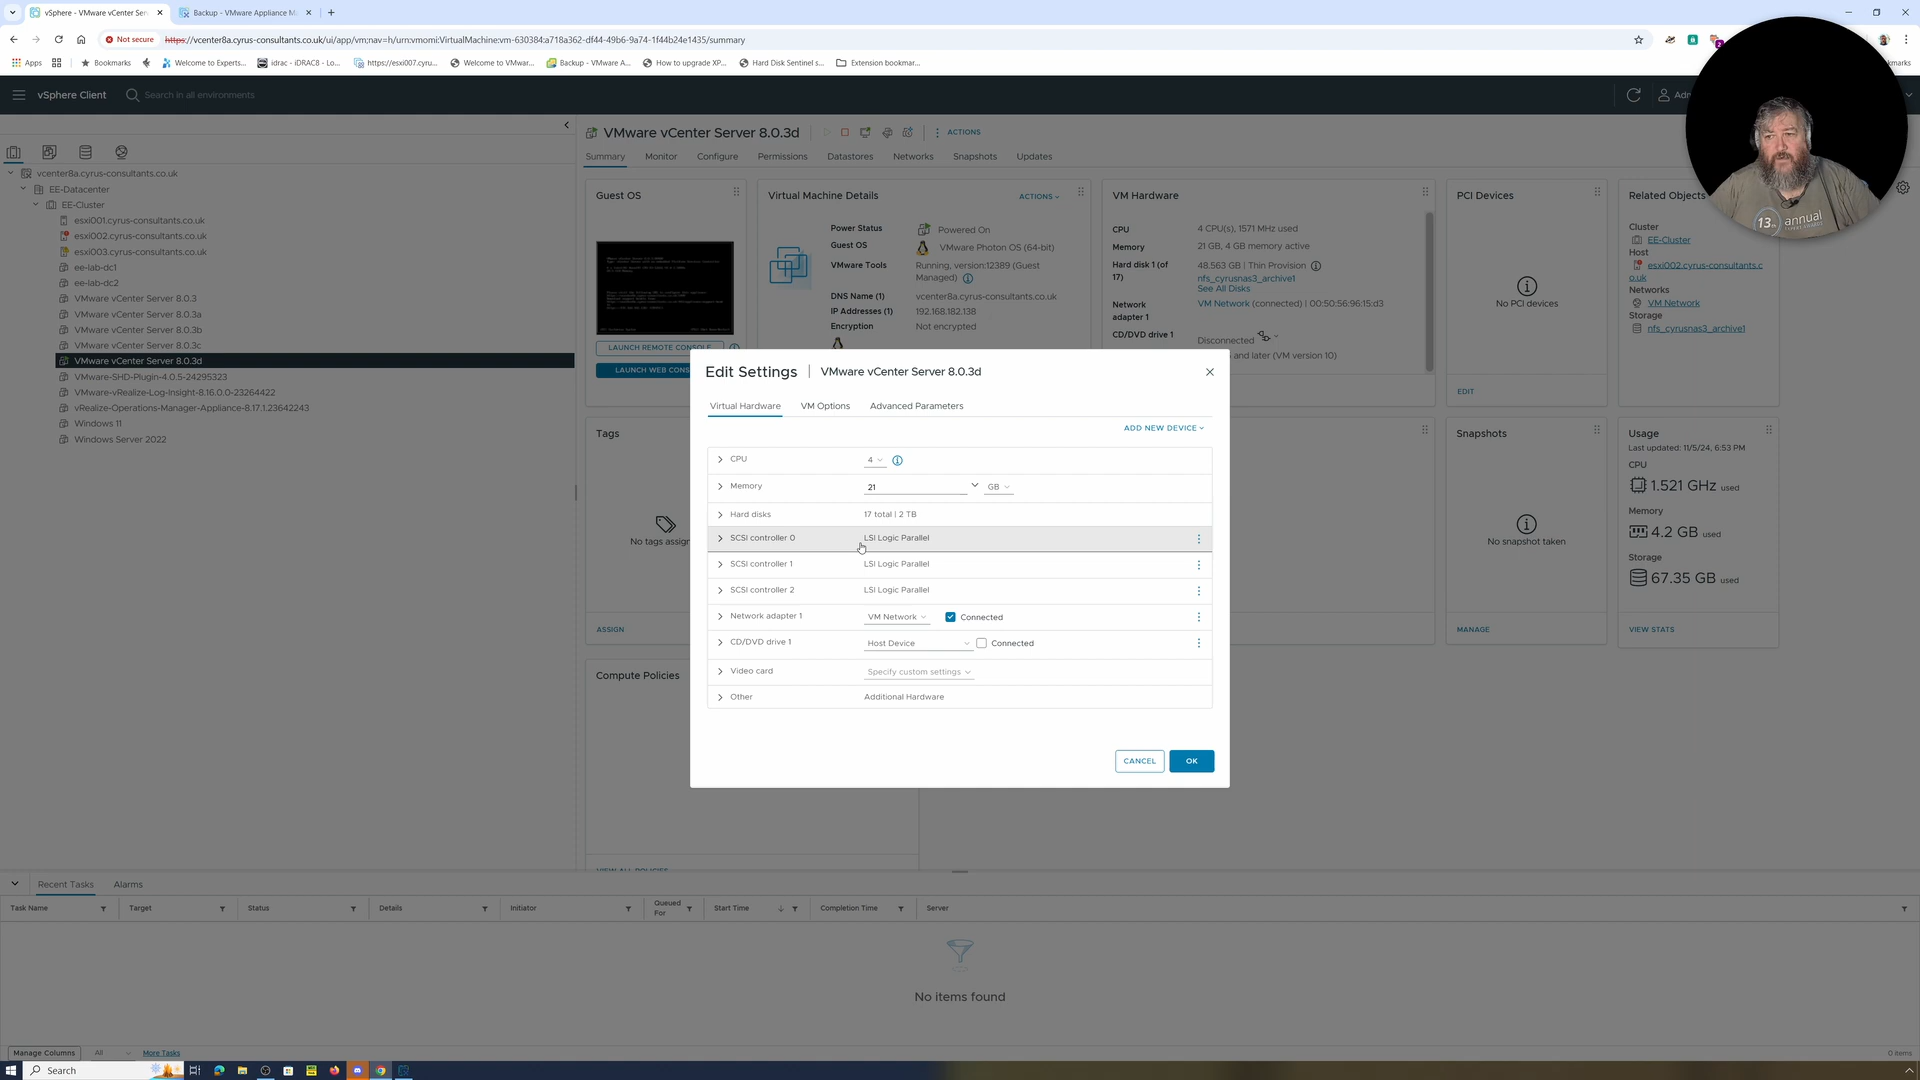 vSphere - VMware vCenter Ser
Backup - VMware Appliance M
Not secure
https://vcenter8a.cyrus-consultants.co.uk/ui/app/vm;nav=h/urn:vmomi:VirtualMachine:vm-630384:a718a362-df44-49b6-9a74-1f44b24e1435/summary
Apps
Bookmarks
Welcome to Experts...
idrac - iDRAC8 - Lo...
https://esxi007.cyru...
Welcome to VMwar...
Backup - VMware A...
How to upgrade XP...
Hard Disk Sentinel s...
Extension bookmar...
vSphere Client
Search in all environments
vcenter8a.cyrus-consultants.co.uk
EE-Datacenter
EE-Cluster
esxi001.cyrus-consultants.co.uk
esxi002.cyrus-consultants.co.uk
esxi003.cyrus-consultants.co.uk
ee-lab-dc1
ee-lab-dc2
VMware vCenter Server 8.0.3
VMware vCenter Server 8.0.3a
VMware vCenter Server 8.0.3b
VMware vCenter Server 8.0.3c
VMware vCenter Server 8.0.3d
VMware-SHD-Plugin-4.0.5-24295323
VMware-vRealize-Log-Insight-8.16.0.0-23264422
vRealize-Operations-Manager-Appliance-8.17.1.23642243
Windows 11
Windows Server 2022
VMware vCenter Server 8.0.3d
ACTIONS
Summary
Monitor
Configure
Permissions
Datastores
Networks
Snapshots
Updates
Guest OS
LAUNCH REMOTE CONSOLE
LAUNCH WEB CONS
Virtual Machine Details
ACTIONS
Power Status
Powered On
Guest OS
VMware Photon OS (64-bit)
VMware Tools
Running, version:12389 (Guest
Managed)
DNS Name (1)
vcenter8a.cyrus-consultants.co.uk
IP Addresses (1)
192.168.182.138
Encryption
Not encrypted
VM Hardware
CPU
4 CPU(s), 1571 MHz used
Memory
21 GB, 4 GB memory active
Hard disk 1 (of
17)
48.563 GB | Thin Provision
nfs_cyrusnas3_archive1
See All Disks
Network
adapter 1
VM Network (connected) | 00:50:56:96:15:d3
CD/DVD drive 1
Disconnected
and later (VM version 10)
EDIT
PCI Devices
No PCI devices
EDIT
Related Objects
Cluster
EE-Cluster
Host
esxi002.cyrus-consultants.c
o.uk
Networks
VM Network
Storage
nfs_cyrusnas3_archive1
13th annual
Tags
No tags assign
ASSIGN
Snapshots
No snapshot taken
MANAGE
Usage
Last updated: 11/5/24, 6:53 PM
CPU
1.521 GHz used
Memory
4.2 GB used
Storage
67.35 GB used
VIEW STATS
Compute Policies
Edit Settings | VMware vCenter Server 8.0.3d
Virtual Hardware
VM Options
Advanced Parameters
ADD NEW DEVICE
CPU
4
Memory
21
GB
Hard disks
17 total | 2 TB
SCSI controller 0
LSI Logic Parallel
SCSI controller 1
LSI Logic Parallel
SCSI controller 2
LSI Logic Parallel
Network adapter 1
VM Network
Connected
CD/DVD drive 1
Host Device
Connected
Video card
Specify custom settings
Other
Additional Hardware
CANCEL
OK
Recent Tasks
Alarms
Task Name
Target
Status
Details
Initiator
Queued
For
Start Time
Completion Time
Server
No items found
Manage Columns
All
More Tasks
0 items
Search